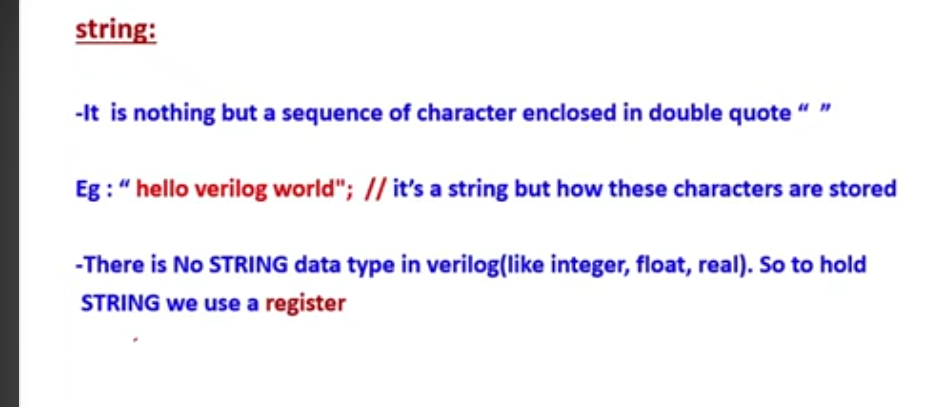 string:
-It is nothing but a sequence of character enclosed in double quote “ ”
Eg : “ hello verilog world"; // it’s a string but how these characters are stored
-There is No STRING data type in verilog(like integer, float, real). So to hold
STRING we use a register